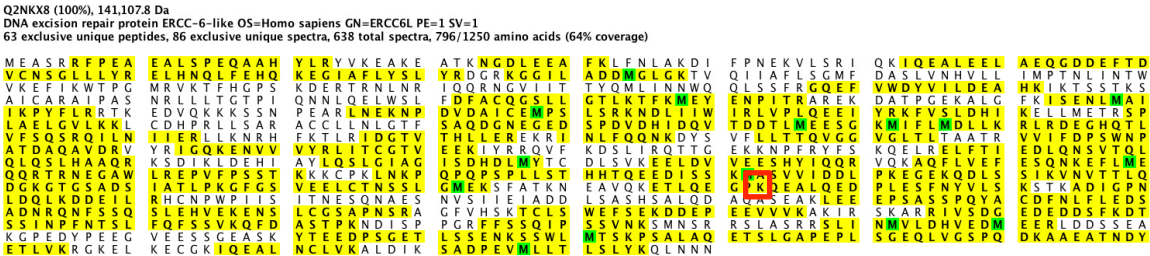 Q2NKX8 (100%), 141,107.8 Da
DNA excision repair protein ERCC-6-like OS=Homo sapiens GN=ERCC6L PE=1 SV=1
63 exclusive unique peptides, 86 exclusive unique spectra, 638 total spectra, 796/1250 amino acids (64% coverage)
MEASRRFPEA EALSPEQAAH YLRYVKEAKE ATKNGDLEEA FKLFNLAKDI FPNEKVLSRI QKIQEALEEL AEQGDDEFTD
VCNSGLLLYR ELHNQLFEHQ KEGIAFLYSL YRDGRKGGIL ADDMGLGKTV QIIAFLSGMF DASLVNHVLL IMPTNLINTW
VKEFIKWTPG MRVKTFHGPS KDERTRNLNR IQQRNGVIIT TYQMLINNWQ QLSSFRGQEF VWDYVILDEA HKIKTSSTKS
AICARAIPAS NRLLLTGTPI QNNLQELWSL FDFACQGSLL GTLKTFKMEY ENPITRAREK DATPGEKALG FKISENLMAI
IKPYFLRRTK EDVQKKKSSN PEARLNEKNP DVDAICEMPS LSRKNDLIIW IRLVPLQEEI YRKFVSLDHI KELLMETRSP
LAELGVLKKL CDHPRLLSAR ACCLLNLGTF SAQDGNEGED SPDVDHIDQV TDDTLMEESG KMIFLMDLLK RLRDEGHQTL
VFSQSRQILN IIERLLKNRH FKTLRIDGTV THLLEREKRI NLFQQNKDYS VFLLTTQVGG VGLTLTAATR VVIFDPSWNP
ATDAQAVDRV YRIGQKENVV VYRLITCGTV EEKIYRRQVF KDSLIRQTTG EKKNPFRYFS KQELRELFTI EDLQNSVTQL
QLQSLHAAQR KSDIKLDEHI AYLQSLGIAG ISDHDLMYTC DLSVKEELDV VEESHYIQQR VQKAQFLVEF ESQNKEFLME
QQRTRNEGAW LREPVFPSST KKKCPKLNKP QPQPSPLLST HHTQEEDISS KMASVVIDDL PKEGEKQDLS SIKVNVTTLQ
DGKGTGSADS IATLPKGFGS VEELCTNSSL GMEKSFATKN EAVQKETLQE GPKQEALQED PLESFNYVLS KSTKADIGPN
LDQLKDDEIL RHCNPWPIIS ITNESQNAES NVSIIEIADD LSASHSALQD AQASEAKLEE EPSASSPQYA CDFNLFLEDS
ADNRQNFSSQ SLEHVEKENS LCGSAPNSRA GFVHSKTCLS WEFSEKDDEP EEVVVKAKIR SKARRIVSDG EDEDDSFKDT
SSINPFNTSL FQFSSVKQFD ASTPKNDISP PGRFFSSQIP SSVNKSMNSR RSLASRRSLI NMVLDHVEDM EERLDDSSEA
KGPEDYPEEG VEESSGEASK YTEEDPSGET LSSENKSSWL MTSKPSALAQ ETSLGAPEPL SGEQLVGSPQ DKAAEATNDY
ETLVKRGKEL KECGKIQEAL NCLVKALDIK SADPEVMLLT LSLYKQLNNN